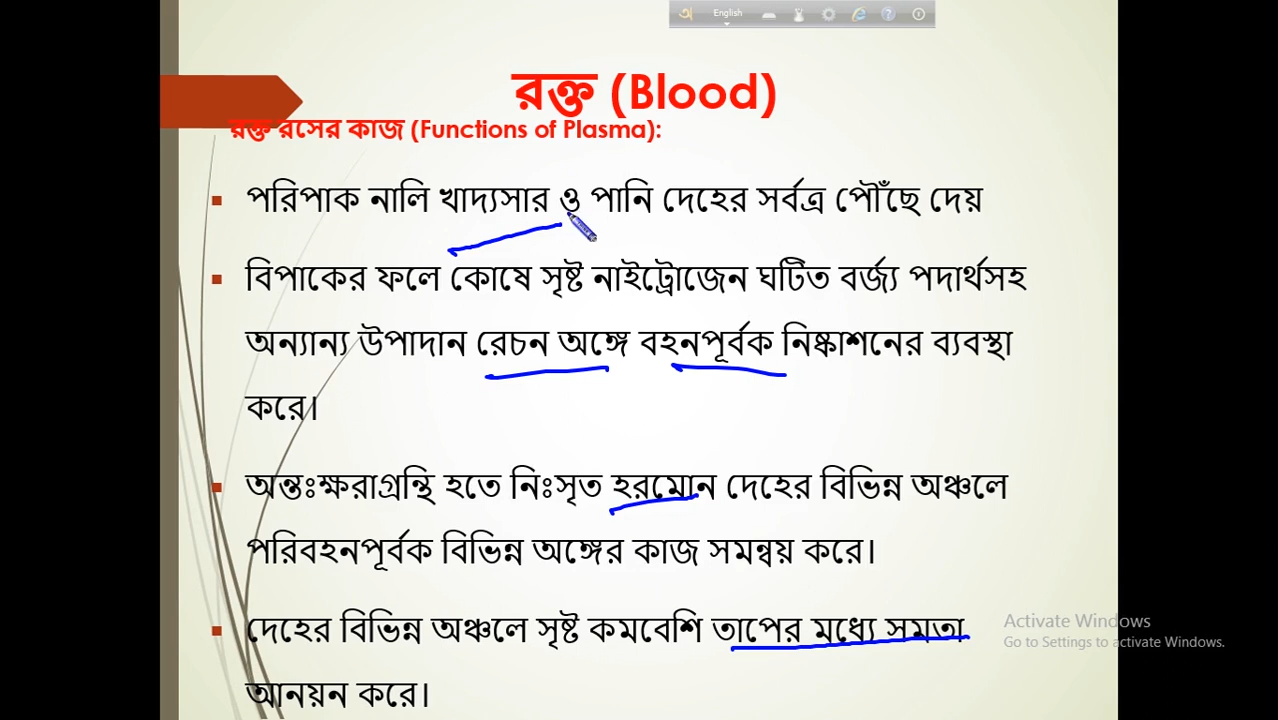 অ English
রক্ত (Blood)
রক্ত রসের কাজ (Functions of Plasma):
পরিপাক নালি খাদ্যসার ও পানি দেহের সর্বত্র পৌঁছে দেয়
বিপাকের ফলে কোষে সৃষ্ট নাইট্রোজেন ঘটিত বর্জ্য পদার্থসহ
অন্যান্য উপাদান রেচন অঙ্গে বহনপূর্বক নিষ্কাশনের ব্যবস্থা
করে।
অন্তঃক্ষরাগ্রন্থি হতে নিঃসৃত হরমোন দেহের বিভিন্ন অঞ্চলে
পরিবহনপূর্বক বিভিন্ন অঙ্গের কাজ সমন্বয় করে।
দেহের বিভিন্ন অঞ্চলে সৃষ্ট কমবেশি তাপের মধ্যে সমতা
আনয়ন করে।
Activate Windows
Go to Settings to activate Windows.